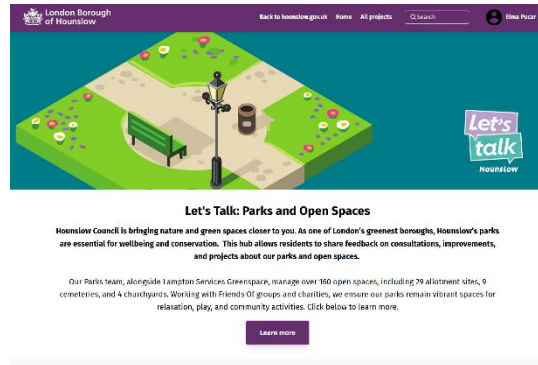 London Borough
of Hounslow
Back to hounslow.gov.uk Home All projects Search Elma Pucar
Let's
talk
Hounslow
Let's Talk: Parks and Open Spaces
Hounslow Council is bringing nature and green spaces closer to you. As one of London's greenest boroughs, Hounslow's parks
are essential for wellbeing and conservation. This hub allows residents to share feedback on consultations, improvements,
and projects about our parks and open spaces.
Our Parks team, alongside Lampton Services Greenspace, manage over 160 open spaces, including 29 allotment sites, 9
cemeteries, and 4 churchyards. Working with Friends Of groups and charities, we ensure our parks remain vibrant spaces for
relaxation, play, and community activities. Click below to learn more.
Learn more